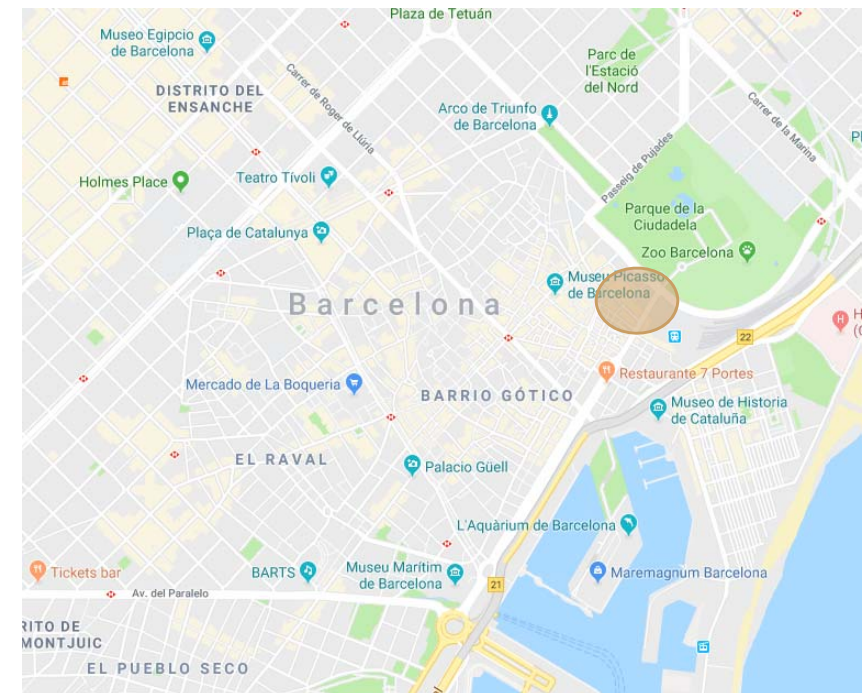 Plaza de Tetuán
Museo Egipcio
de Barcelona
Parc de
l'Estació
del Nord
DISTRITO DEL
ENSANCHE
Carrer de Roger de Llúria
Arco de Triunfo
de Barcelona
Carrer de la Marina
Pl
Passeig de Pujades
Holmes Place
Teatro Tívoli
Parque de la
Ciudadela
Plaça de Catalunya
Zoo Barcelona
Museu Picasso
de Barcelona
Barcelona
H
H
(C
22
Restaurante 7 Portes
Mercado de La Boqueria
BARRIO GÓTICO
Museo de Historia
de Cataluña
EL RAVAL
Palacio Güell
L'Aquàrium de Barcelona
Tickets bar
BARTS
Museu Marítim
de Barcelona
21
Maremagnum Barcelona
Av. del Paralelo
RITO DE
MONTJUIC
EL PUEBLO SECO